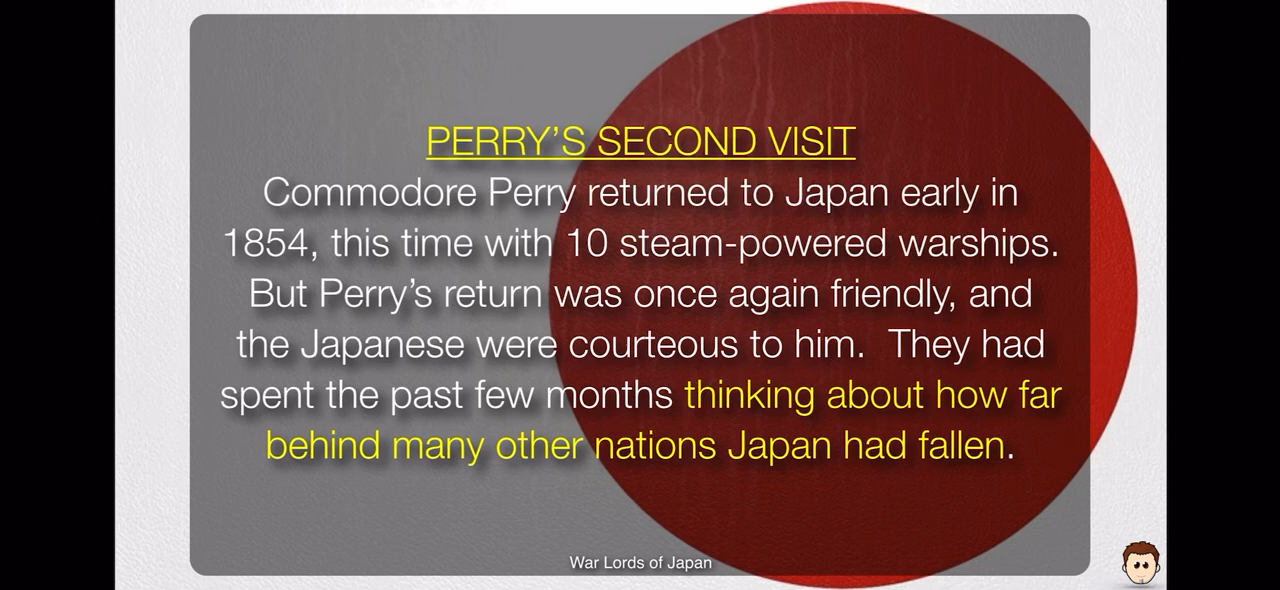 PERRY’S SECOND VISIT
Commodore Perry returned to Japan early in
1854, this time with 10 steam-powered warships.
But Perry’s return was once again friendly, and
the Japanese were courteous to him.  They had
spent the past few months thinking about how far
behind many other nations Japan had fallen.
War Lords of Japan